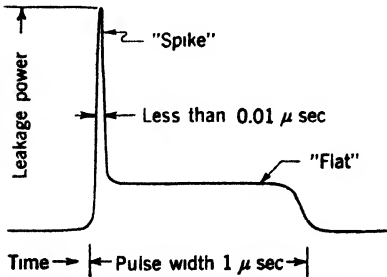 "Spike"
Leakage power
Less than 0.01 μ sec
"Flat"
Time
Pulse width 1 μ sec